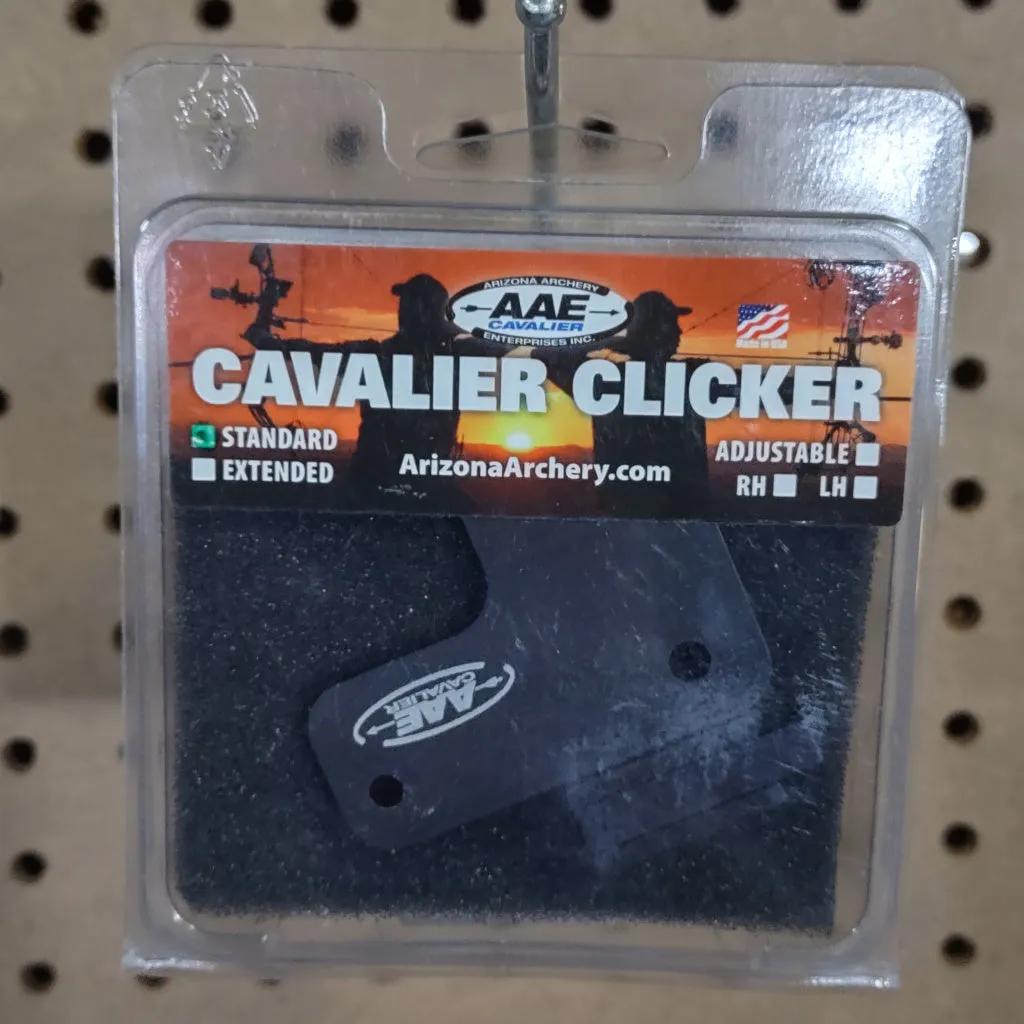 ARIZONA ARCHERY
AAE
CAVALIER
ENTERPRISES INC.
Made in USA
CAVALIER CLICKER
STANDARD
EXTENDED
ArizonaArchery.com
ADJUSTABLE
RH LH
AAE
CAVALIER